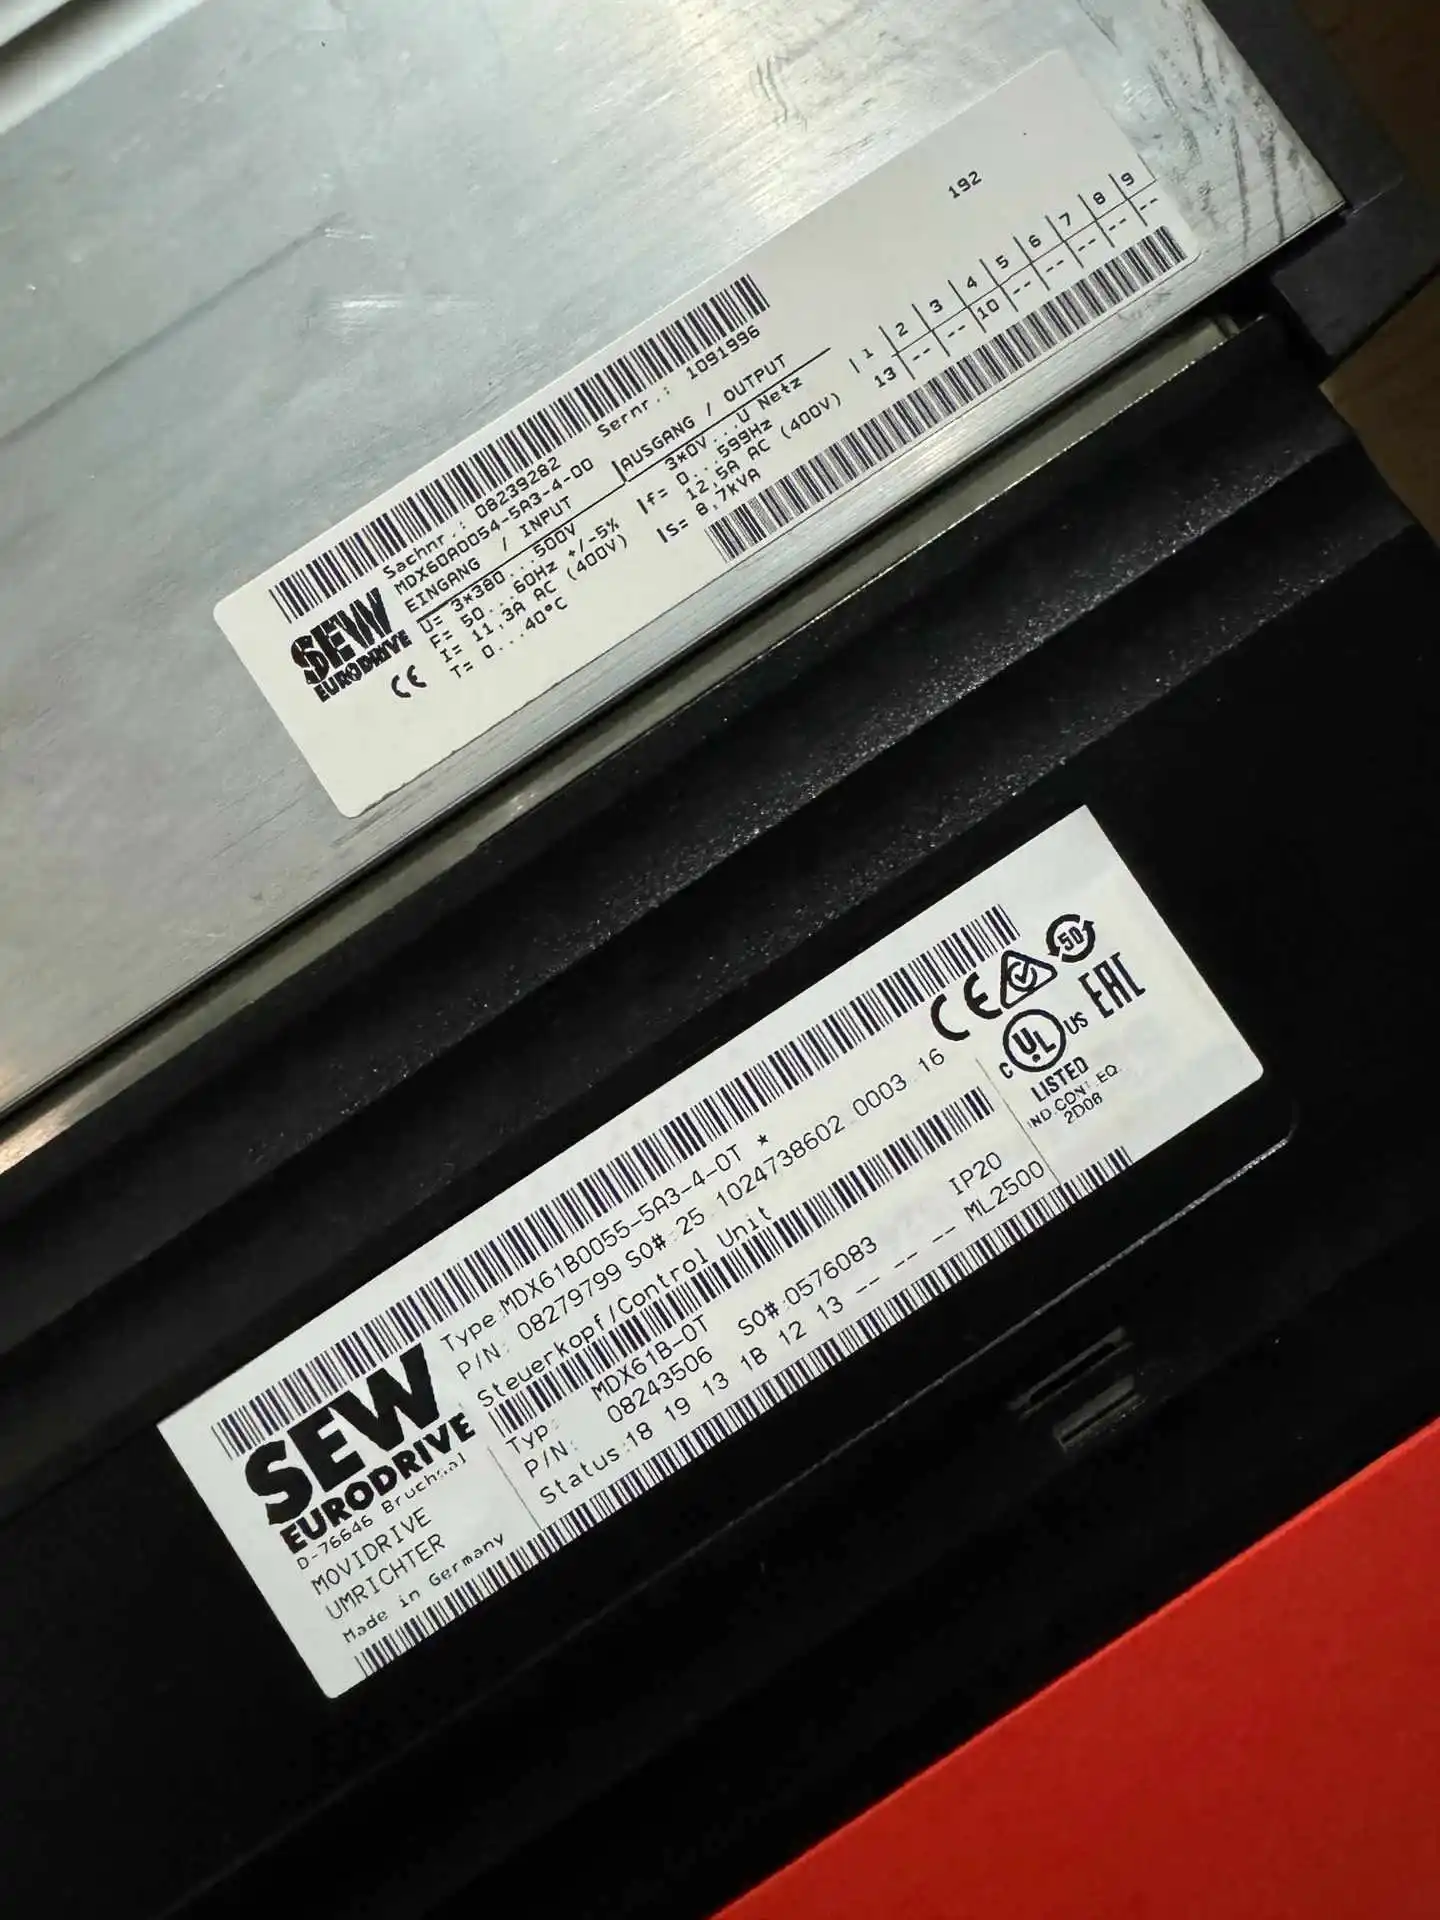 192
Sachnr.: 08239282 Sernr.: 1091996
MDX60A0054-5A3-4-00
EINGANG / INPUT AUSGANG / OUTPUT
U= 3*380...500V 3*0V...U Netz
F= 50...60Hz +/-5% f= 0...599Hz
I= 11,3A AC (400V) 12,5A AC (400V)
T= 0...40°C S= 8,7kVA
1 2 3 4 5 6 7 8 9
13 -- -- 10 -- -- -- -- --
SEW
EURODRIVE
CE
Type:MDX61B0055-5A3-4-0T *
P/N: 08279799 SO#:25.1024738602.0003.16
Steuerkopf/Control Unit
Typ: MDX61B-0T
P/N: 08243506 SO#:0576083 IP20
Status:18 19 13 1B 12 13 -- -- -- ML2500
SEW
EURODRIVE
D-76646 Bruchsal
MOVIDRIVE
UMRICHTER
Made in Germany
CE 50
C UL US EAC
LISTED
IND.CONT.EQ.
2D06